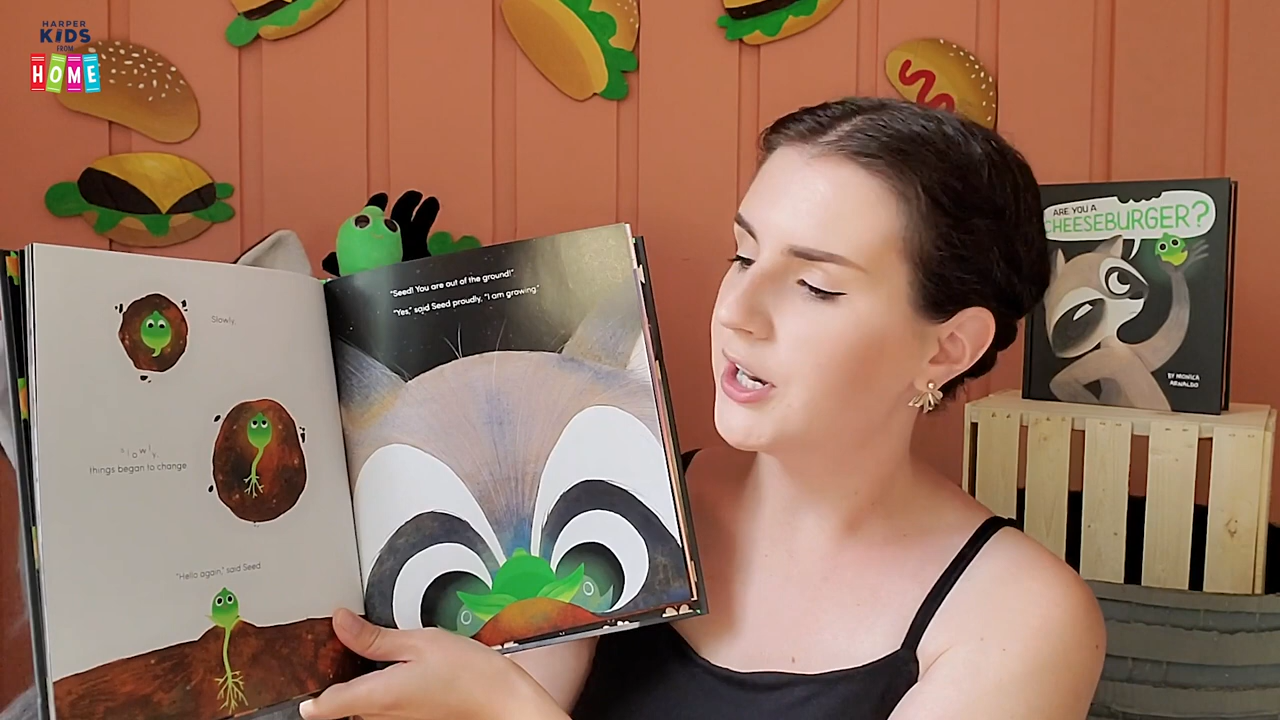 HARPER
KIDS
FROM
HOME
Slowly,
slowly,
things began to change
"Hello again," said Seed
"Seed! You are out of the ground!"
"Yes," said Seed proudly. "I am growing."
ARE YOU A
CHEESEBURGER?
BY MONICA
ARNALDO